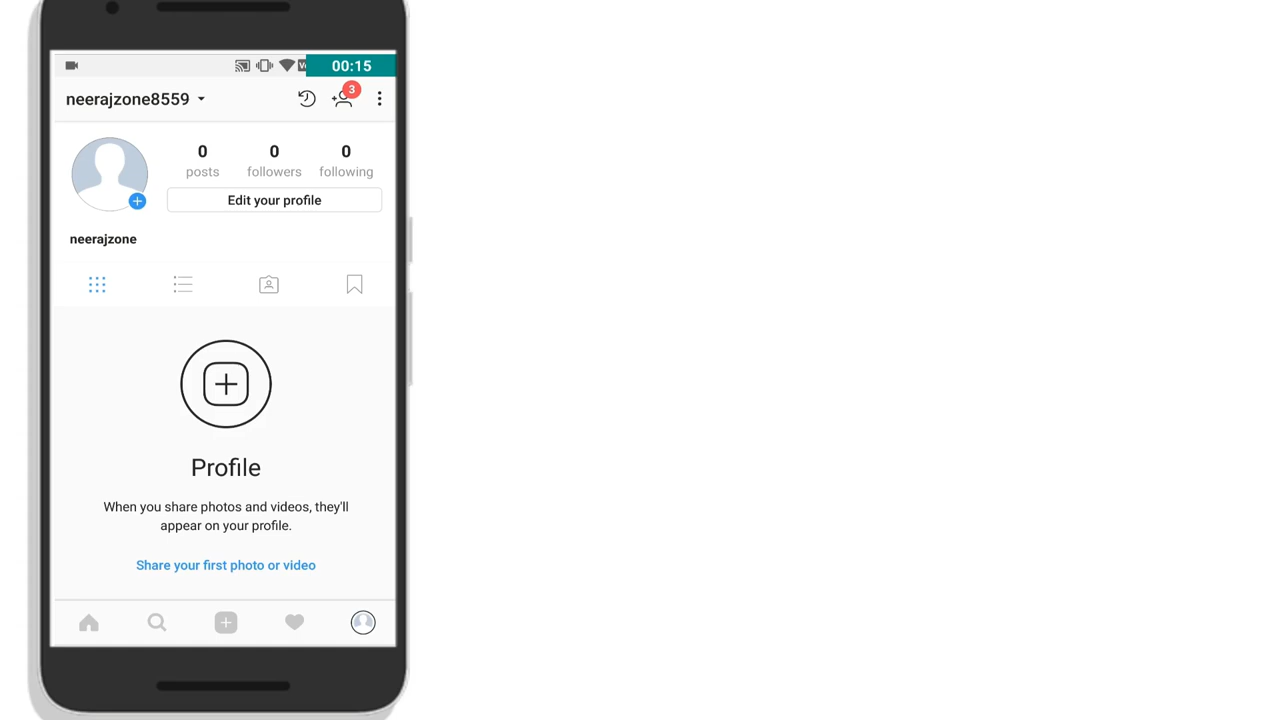 00:15
neerajzone8559
3
0 0 0
posts followers following
Edit your profile
neerajzone
Profile
When you share photos and videos, they'll
appear on your profile.
Share your first photo or video